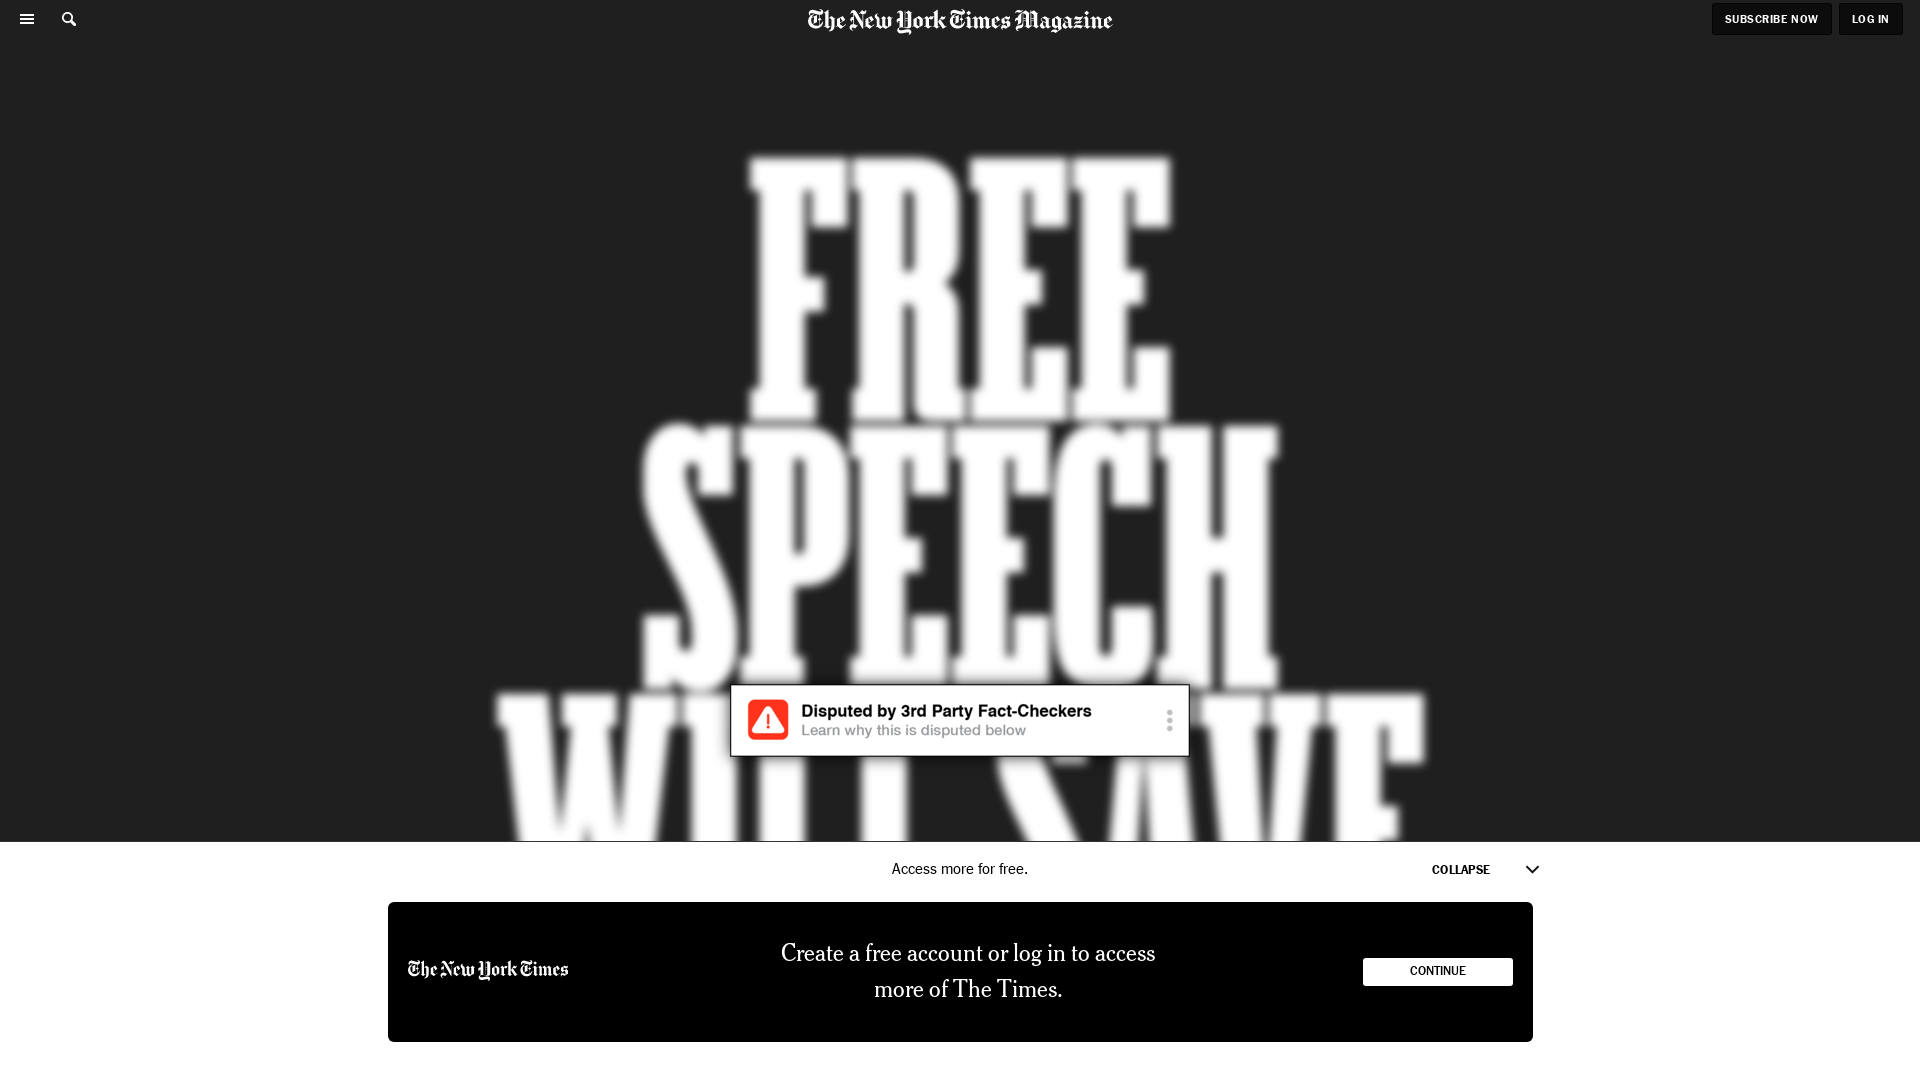 The New York Times Magazine
SUBSCRIBE NOW
LOG IN
FREE
SPEECH
WILL SAVE
Disputed by 3rd Party Fact-Checkers
Learn why this is disputed below
Access more for free.
COLLAPSE
The New York Times
Create a free account or log in to access
more of The Times.
CONTINUE